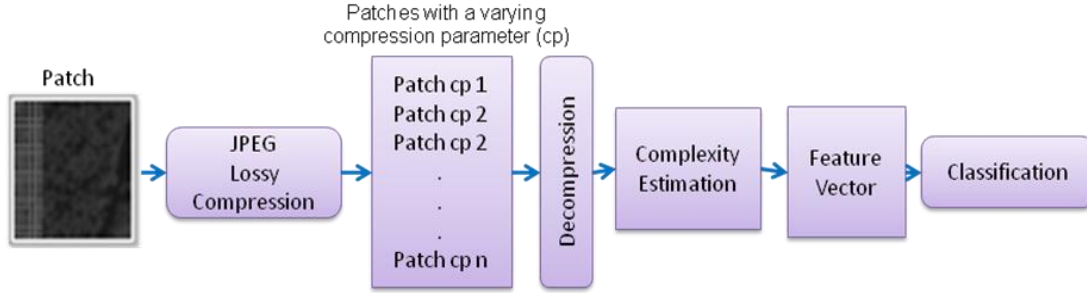 Patches with a varying
compression parameter (cp)
Patch
JPEG
Lossy
Compression
Patch cp 1
Patch cp 2
Patch cp 2
.
.
.
Patch cp n
Decompression
Complexity
Estimation
Feature
Vector
Classification